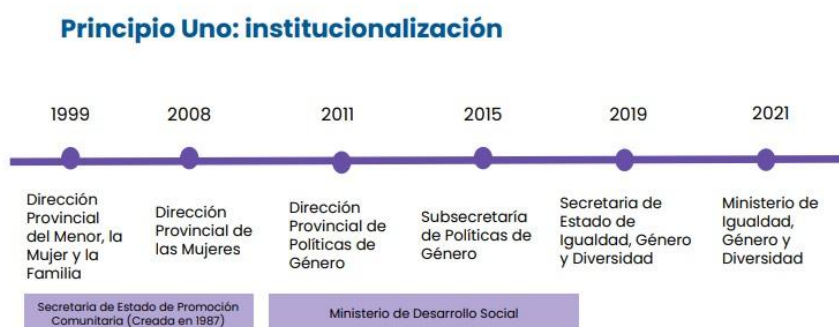 Principio Uno: institucionalización
1999
2008
2011
2015
2019
2021
Dirección
Provincial
del Menor, la
Mujer y la
Familia
Dirección
Provincial de
las Mujeres
Dirección
Provincial de
Políticas de
Género
Subsecretaría
de Políticas de
Género
Secretaria de
Estado de
Igualdad, Género
y Diversidad
Ministerio de
Igualdad,
Género y
Diversidad
Secretaria de Estado de Promoción
Comunitaria (Creada en 1987)
Ministerio de Desarrollo Social